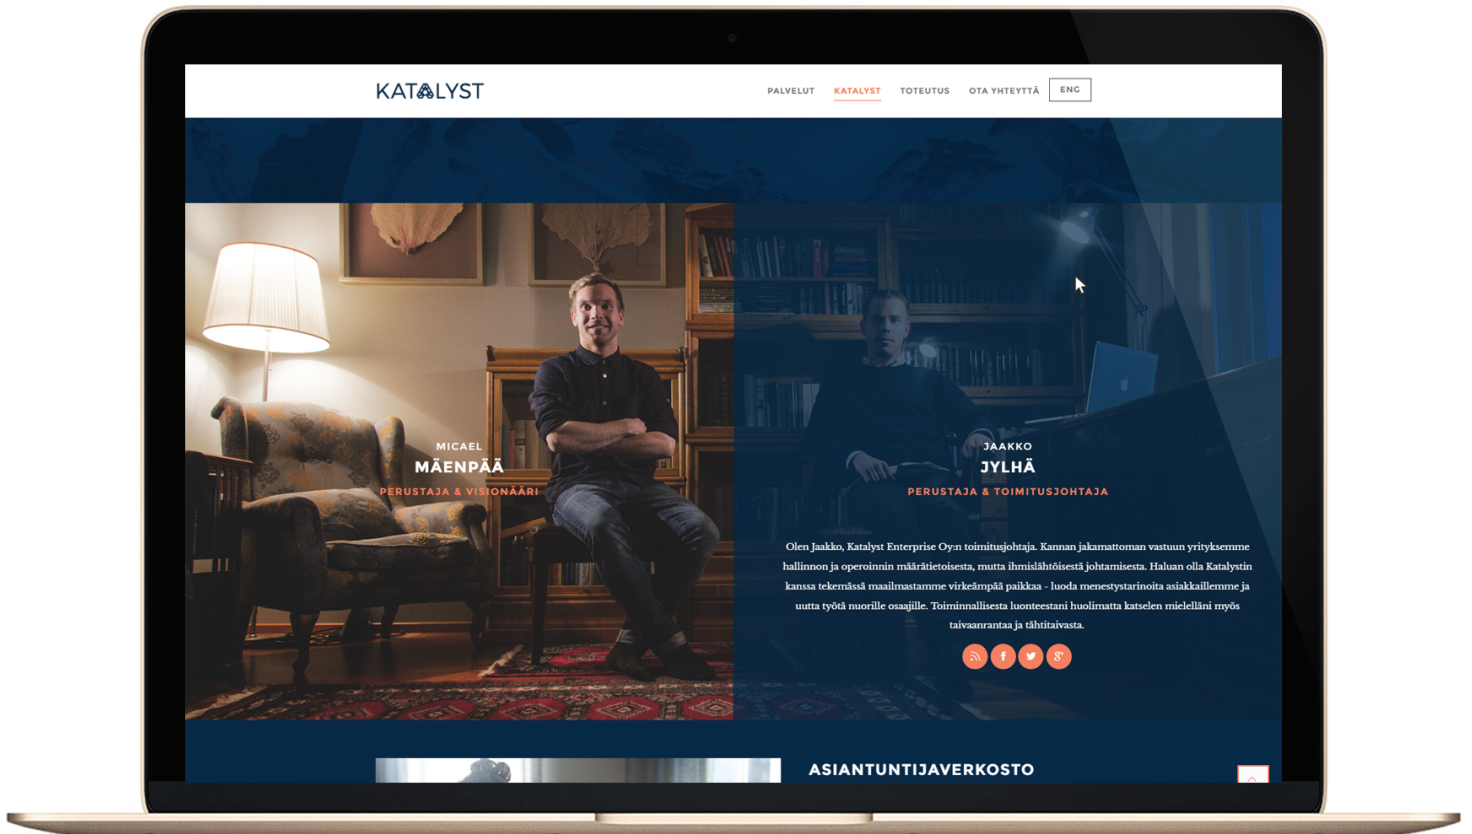 KATALYST
PALVELUT KATALYST TOTEUTUS OTA YHTEYTTÄ ENG
MICAEL
MÄENPÄÄ
PERUSTAJA & VISIONÄÄRI
JAAKKO
JYLHÄ
PERUSTAJA & TOIMITUSJOHTAJA
Olen Jaakko, Katalyst Enterprise Oy:n toimitusjohtaja. Kannan jakamattoman vastuun yrityksemme
hallinnon ja operoinnin määrätietoisesta, mutta ihmislähtöisestä johtamisesta. Haluan olla Katalystin
kanssa tekemässä maailmastamme virkeämpää paikkaa - luoda menestystarinoita asiakkaillemme ja
uutta työtä nuorille osaajille. Toiminnallisesta luonteestani huolimatta katselen mielelläni myös
taivaanrantaa ja tähtitaivasta.
ASIANTUNTIJAVERKOSTO